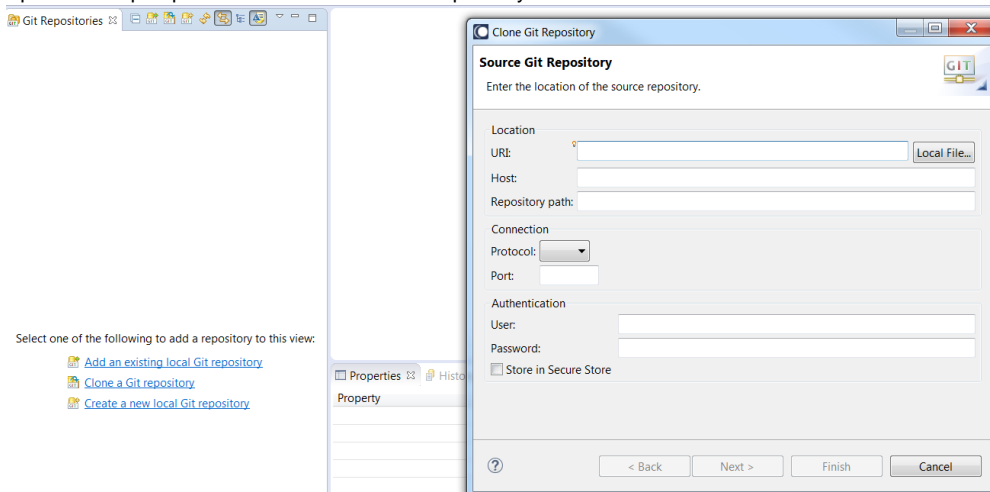 Git Repositories
Clone Git Repository
Source Git Repository
Enter the location of the source repository.
GIT
Location
URI:
Local File...
Host:
Repository path:
Connection
Protocol:
Port:
Authentication
User:
Password:
Store in Secure Store
Select one of the following to add a repository to this view:
Add an existing local Git repository
Clone a Git repository
Create a new local Git repository
Properties
Property
< Back
Next >
Finish
Cancel